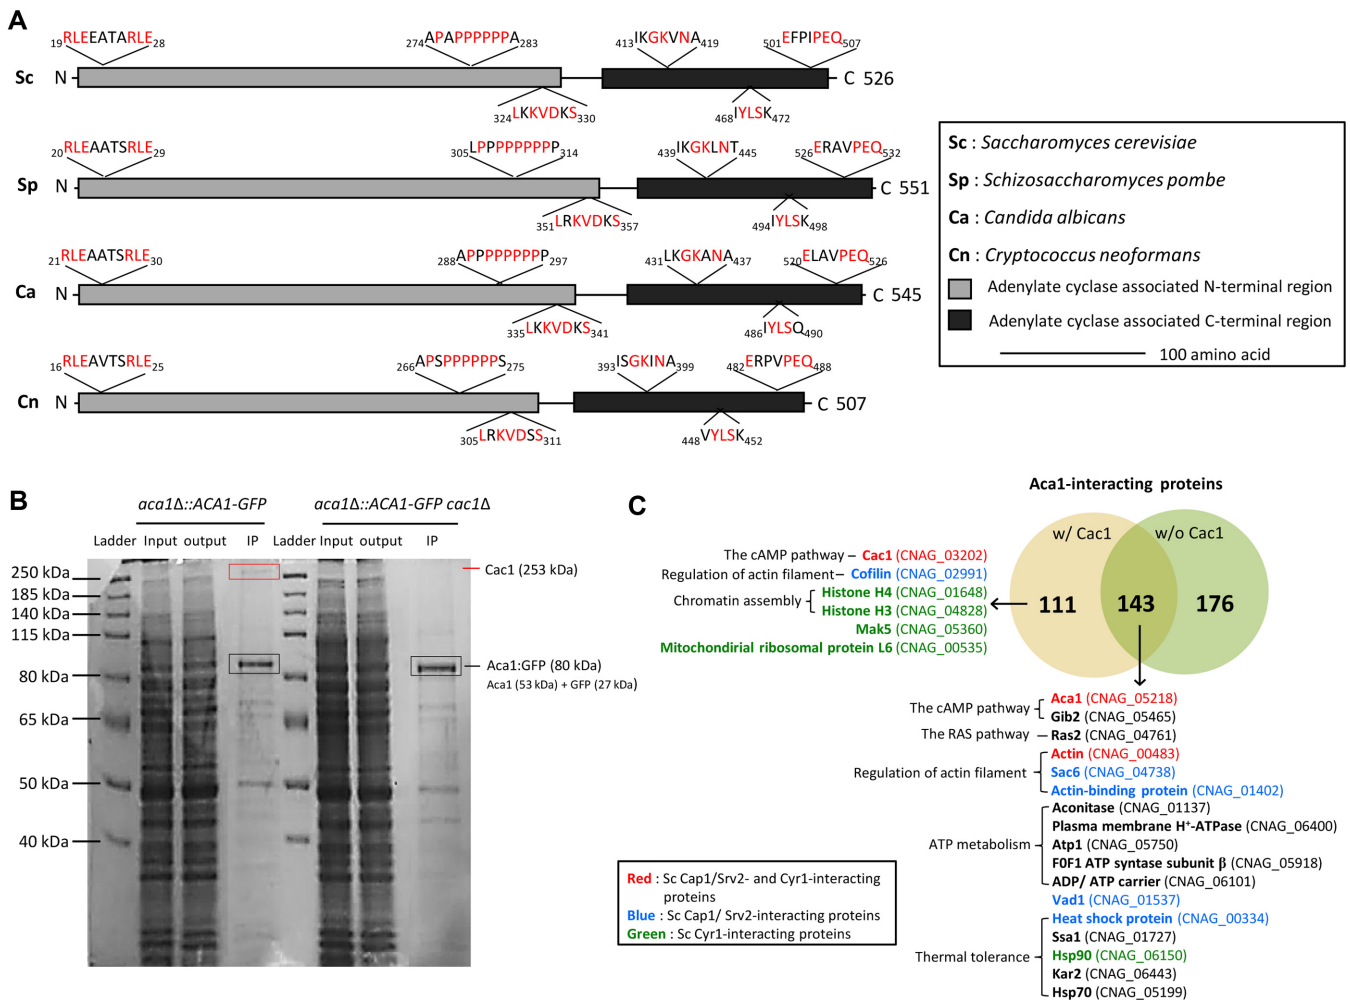 A
19RLEEATARLE28
274APAPPPPPPA283
413IKGKVNA419
501EFPIPEQ507
Sc N C 526
324LKKVDKS330
468IYLSK472
20RLEAATSRLE29
305LPPPPPPPPP314
439IKGKLNT445
526ERAVPEQ532
Sp N C 551
351LRKVDKS357
494IYLSK498
21RLEAATSRLE30
288APPPPPPPPP297
431LKGKANA437
520ELAVPEQ526
Ca N C 545
335LKKVDKS341
486IYLSQ490
16RLEAVTSRLE25
266APSPPPPPPS275
393ISGKINA399
482ERPVPEQ488
Cn N C 507
305LRKVDSS311
448VYLSK452
Sc : Saccharomyces cerevisiae
Sp : Schizosaccharomyces pombe
Ca : Candida albicans
Cn : Cryptococcus neoformans
Adenylate cyclase associated N-terminal region
Adenylate cyclase associated C-terminal region
100 amino acid
B
aca1Δ::ACA1-GFP aca1Δ::ACA1-GFP cac1Δ
Ladder Input output IP Ladder Input output IP
250 kDa
185 kDa
140 kDa
115 kDa
80 kDa
65 kDa
50 kDa
40 kDa
Cac1 (253 kDa)
Aca1:GFP (80 kDa)
Aca1 (53 kDa) + GFP (27 kDa)
C
Aca1-interacting proteins
w/ Cac1 w/o Cac1
111 143 176
The cAMP pathway Cac1 (CNAG_03202)
Regulation of actin filament Cofilin (CNAG_02991)
Chromatin assembly
Histone H4 (CNAG_01648)
Histone H3 (CNAG_04828)
Mak5 (CNAG_05360)
Mitochondirial ribosomal protein L6 (CNAG_00535)
The cAMP pathway
Aca1 (CNAG_05218)
Gib2 (CNAG_05465)
The RAS pathway Ras2 (CNAG_04761)
Regulation of actin filament
Actin (CNAG_00483)
Sac6 (CNAG_04738)
Actin-binding protein (CNAG_01402)
ATP metabolism
Aconitase (CNAG_01137)
Plasma membrane H+-ATPase (CNAG_06400)
Atp1 (CNAG_05750)
F0F1 ATP syntase subunit β (CNAG_05918)
ADP/ ATP carrier (CNAG_06101)
Vad1 (CNAG_01537)
Thermal tolerance
Heat shock protein (CNAG_00334)
Ssa1 (CNAG_01727)
Hsp90 (CNAG_06150)
Kar2 (CNAG_06443)
Hsp70 (CNAG_05199)
Red : Sc Cap1/Srv2- and Cyr1-interacting
proteins
Blue : Sc Cap1/ Srv2-interacting proteins
Green : Sc Cyr1-interacting proteins